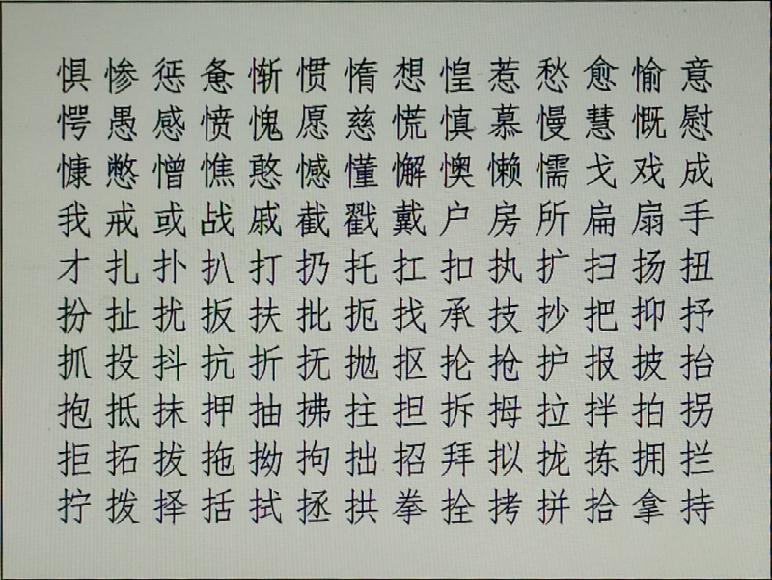 惧惨惩惫惭惯惰想惶惹愁愈愉意
愕愚感愤愧愿慈慌慎慕慢慧慨慰
慷憋憎憔憨憾懂懈懊懒懦戈戏成
我戒或战戚截戳戴户房所扁扇手
才扎扑扒打扔托扛扣执扩扫扬扭
扮扯扰扳扶批扼找承技抄把抑抒
抓投抖抗折抚抛抠抡抢护报披抬
抱抵抹押抽拂拄担拆拇拉拌拍拐
拒拓拔拖拗拘拙招拜拟拢拣拥拦
拧拨择括拭拯拱拳拴拷拼拾拿持